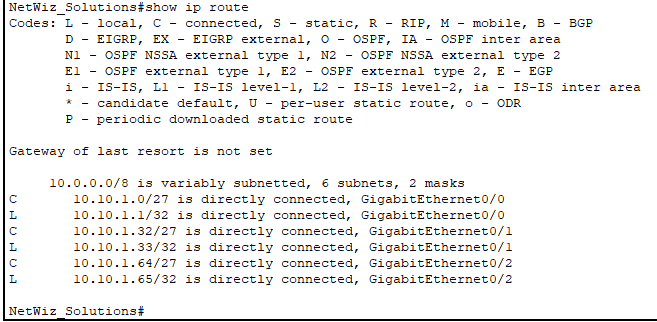 NetWiz_Solutions#show ip route
Codes: L - local, C - connected, S - static, R - RIP, M - mobile, B - BGP
D - EIGRP, EX - EIGRP external, O - OSPF, IA - OSPF inter area
N1 - OSPF NSSA external type 1, N2 - OSPF NSSA external type 2
E1 - OSPF external type 1, E2 - OSPF external type 2, E - EGP
i - IS-IS, L1 - IS-IS level-1, L2 - IS-IS level-2, ia - IS-IS inter area
* - candidate default, U - per-user static route, o - ODR
P - periodic downloaded static route
Gateway of last resort is not set
10.0.0.0/8 is variably subnetted, 6 subnets, 2 masks
C 10.10.1.0/27 is directly connected, GigabitEthernet0/0
L 10.10.1.1/32 is directly connected, GigabitEthernet0/0
C 10.10.1.32/27 is directly connected, GigabitEthernet0/1
L 10.10.1.33/32 is directly connected, GigabitEthernet0/1
C 10.10.1.64/27 is directly connected, GigabitEthernet0/2
L 10.10.1.65/32 is directly connected, GigabitEthernet0/2
NetWiz_Solutions#